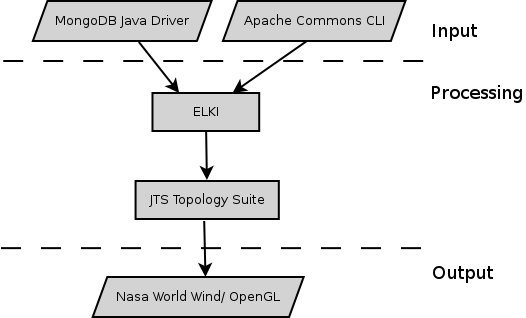 MongoDB Java Driver
Apache Commons CLI
Input
Processing
ELKI
JTS Topology Suite
Output
Nasa World Wind/ OpenGL